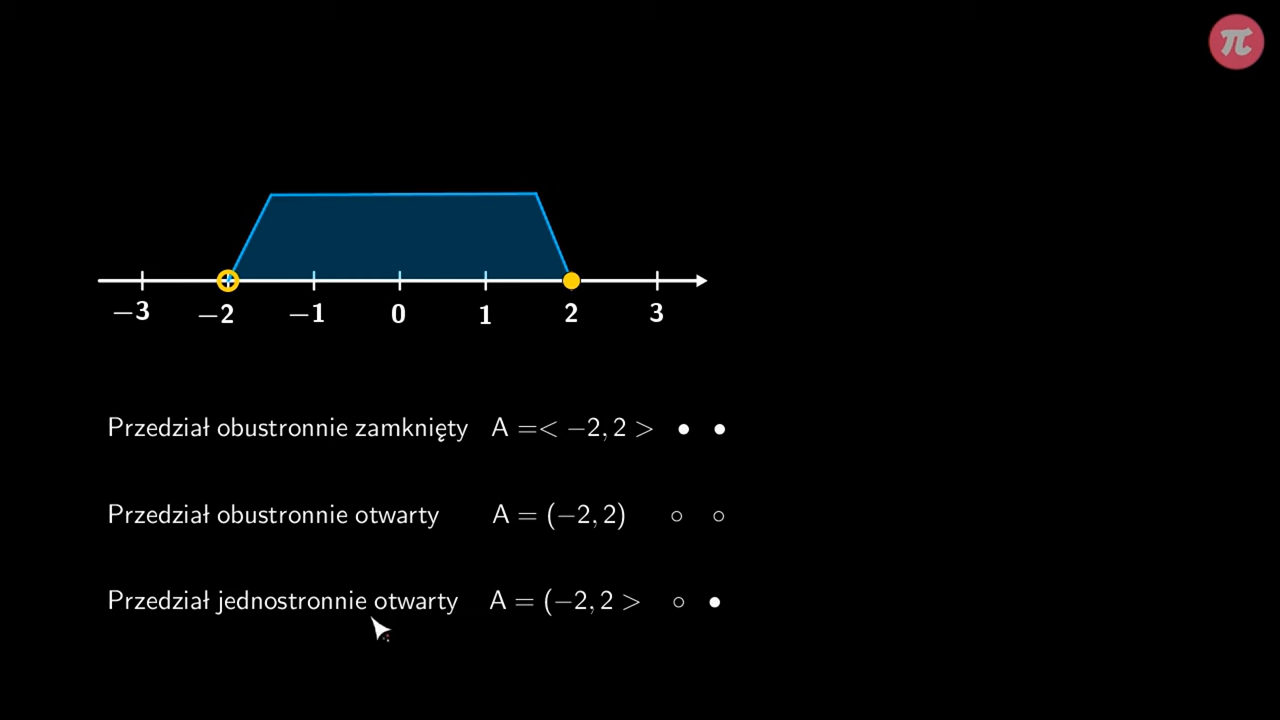 π
−3 −2 −1 0 1 2 3
Przedział obustronnie zamknięty A =< −2, 2 > ● ●
Przedział obustronnie otwarty A = (−2, 2) ○ ○
Przedział jednostronnie otwarty A = (−2, 2 > ○ ●